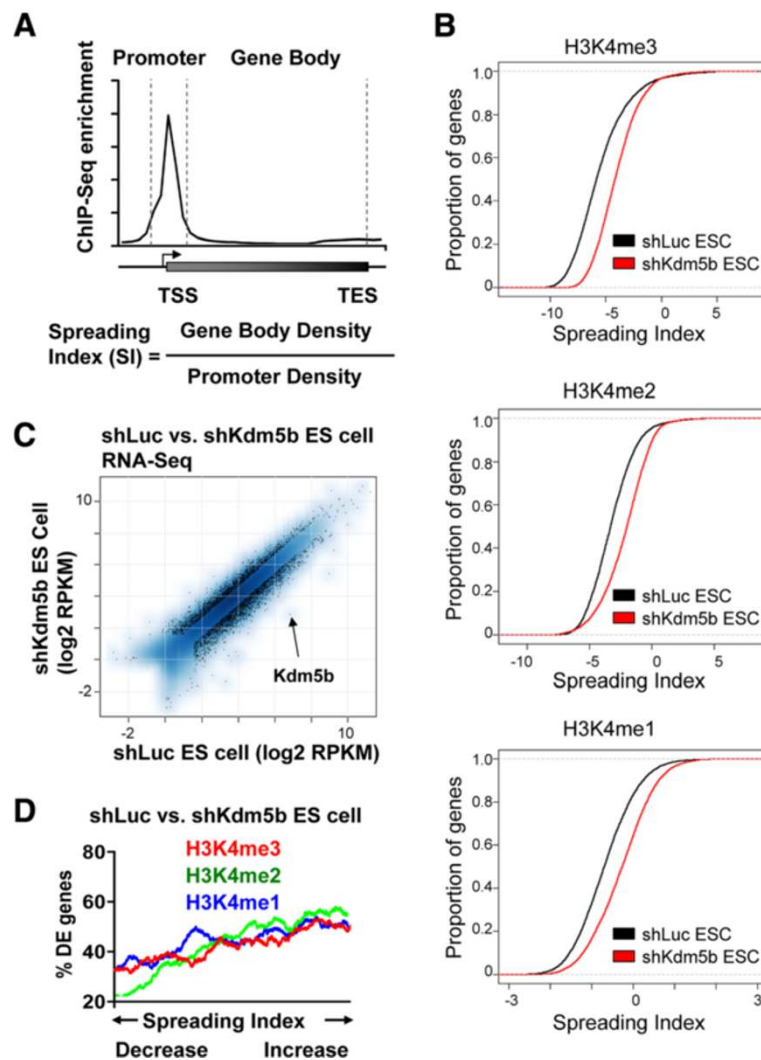 A
Promoter Gene Body
ChIP-Seq enrichment
TSS TES
Spreading Index (SI) = Gene Body Density
Promoter Density
B
H3K4me3
Proportion of genes
1.0
0.8
0.6
0.4
0.2
0
shLuc ESC
shKdm5b ESC
-10 -5 0 5
Spreading Index
H3K4me2
Proportion of genes
1.0
0.8
0.6
0.4
0.2
0
shLuc ESC
shKdm5b ESC
-10 -5 0 5
Spreading Index
H3K4me1
Proportion of genes
1.0
0.8
0.6
0.4
0.2
0
shLuc ESC
shKdm5b ESC
-3 0 3
Spreading Index
C
shLuc vs. shKdm5b ES cell
RNA-Seq
shKdm5b ES Cell
(log2 RPKM)
10
-2
Kdm5b
-2 10
shLuc ES cell (log2 RPKM)
D
shLuc vs. shKdm5b ES cell
H3K4me3
H3K4me2
H3K4me1
% DE genes
80
60
40
20
Spreading Index
Decrease Increase